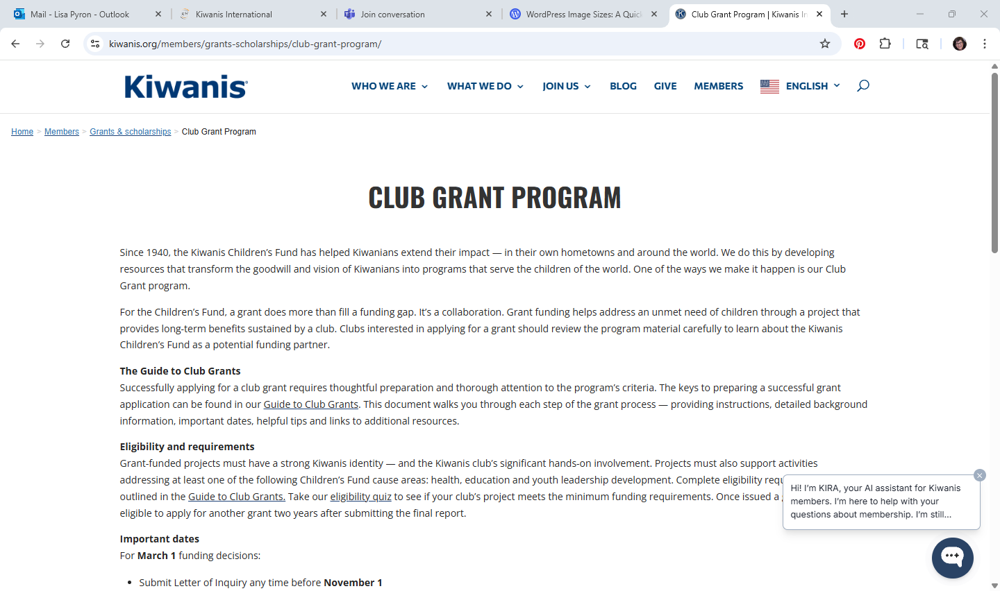 Mail - Lisa Pyron - Outlook
Kiwanis International
Join conversation
WordPress Image Sizes: A Quick
Club Grant Program | Kiwanis In
kiwanis.org/members/grants-scholarships/club-grant-program/
Kiwanis
WHO WE ARE
WHAT WE DO
JOIN US
BLOG
GIVE
MEMBERS
ENGLISH
Home > Members > Grants & scholarships > Club Grant Program
CLUB GRANT PROGRAM
Since 1940, the Kiwanis Children’s Fund has helped Kiwanians extend their impact — in their own hometowns and around the world. We do this by developing
resources that transform the goodwill and vision of Kiwanians into programs that serve the children of the world. One of the ways we make it happen is our Club
Grant program.
For the Children’s Fund, a grant does more than fill a funding gap. It’s a collaboration. Grant funding helps address an unmet need of children through a project that
provides long-term benefits sustained by a club. Clubs interested in applying for a grant should review the program material carefully to learn about the Kiwanis
Children’s Fund as a potential funding partner.
The Guide to Club Grants
Successfully applying for a club grant requires thoughtful preparation and thorough attention to the program’s criteria. The keys to preparing a successful grant
application can be found in our Guide to Club Grants. This document walks you through each step of the grant process — providing instructions, detailed background
information, important dates, helpful tips and links to additional resources.
Eligibility and requirements
Grant-funded projects must have a strong Kiwanis identity — and the Kiwanis club’s significant hands-on involvement. Projects must also support activities
addressing at least one of the following Children’s Fund cause areas: health, education and youth leadership development. Complete eligibility
outlined in the Guide to Club Grants. Take our eligibility quiz to see if your club’s project meets the minimum funding requirements. Once issued a
eligible to apply for another grant two years after submitting the final report.
Hi! I’m KIRA, your AI assistant for Kiwanis
members. I’m here to help with your
questions about membership. I’m still...
Important dates
For March 1 funding decisions:
• Submit Letter of Inquiry any time before November 1